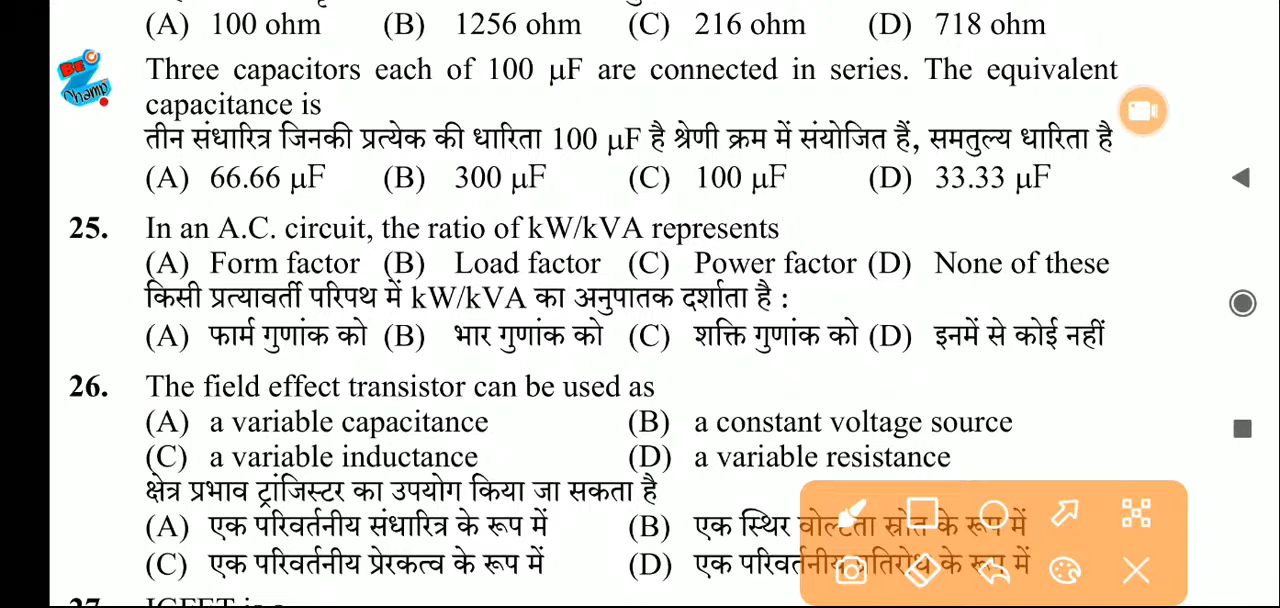 (A) 100 ohm (B) 1256 ohm (C) 216 ohm (D) 718 ohm
BE
Champ
Three capacitors each of 100 μF are connected in series. The equivalent
capacitance is
तीन संधारित्र जिनकी प्रत्येक की धारिता 100 μF है श्रेणी क्रम में संयोजित हैं, समतुल्य धारिता है
(A) 66.66 μF (B) 300 μF (C) 100 μF (D) 33.33 μF
25. In an A.C. circuit, the ratio of kW/kVA represents
(A) Form factor (B) Load factor (C) Power factor (D) None of these
किसी प्रत्यावर्ती परिपथ में kW/kVA का अनुपातक दर्शाता है :
(A) फार्म गुणांक को (B) भार गुणांक को (C) शक्ति गुणांक को (D) इनमें से कोई नहीं
26. The field effect transistor can be used as
(A) a variable capacitance (B) a constant voltage source
(C) a variable inductance (D) a variable resistance
क्षेत्र प्रभाव ट्रांजिस्टर का उपयोग किया जा सकता है
(A) एक परिवर्तनीय संधारित्र के रूप में (B) एक स्थिर वोल्टता स्रोत के रूप में
(C) एक परिवर्तनीय प्रेरकत्व के रूप में (D) एक परिवर्तनीय प्रतिरोध के रूप में